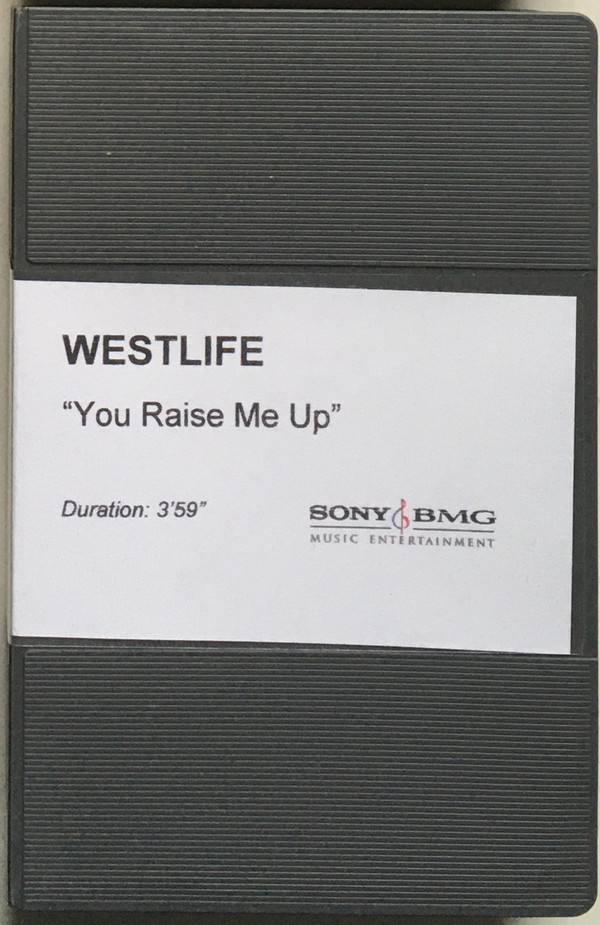 WESTLIFE
“You Raise Me Up”
Duration: 3’59”
SONY BMG
MUSIC ENTERTAINMENT